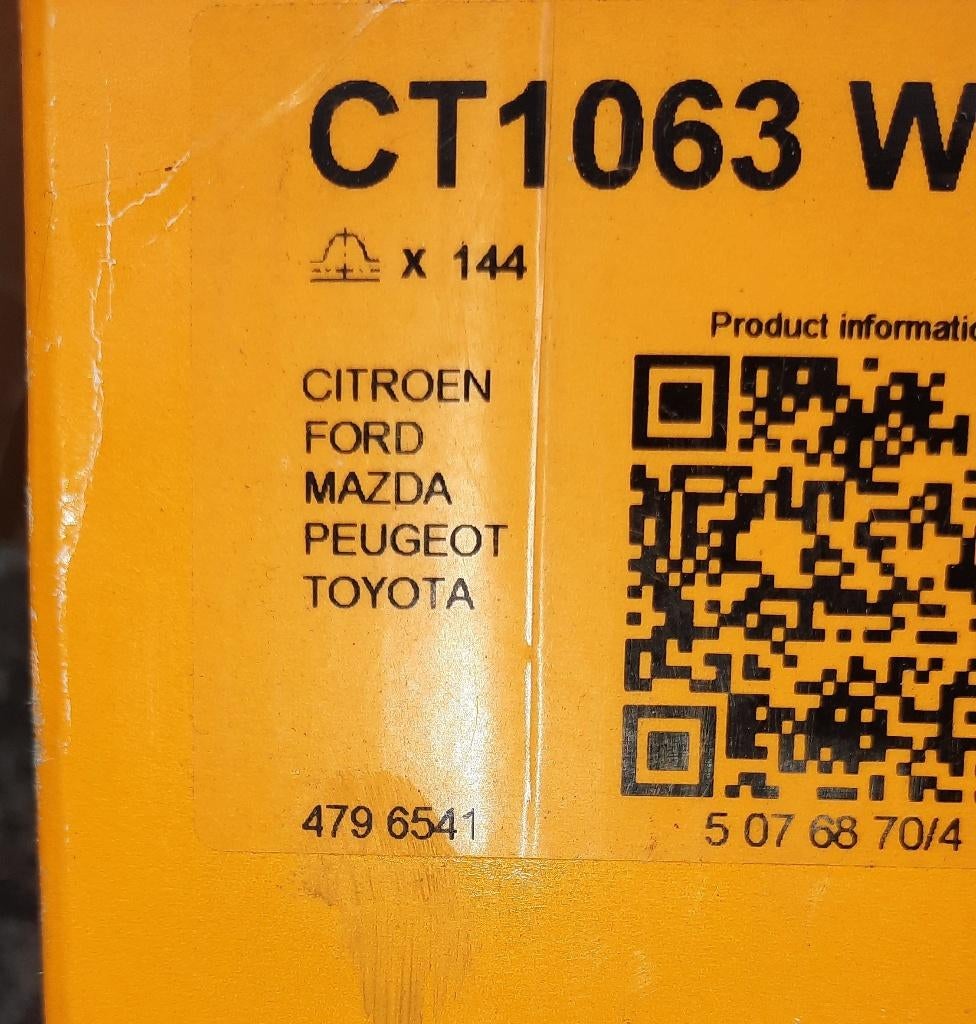 CT1063 W
x 144
Product informatio
CITROEN
FORD
MAZDA
PEUGEOT
TOYOTA
479 6541
5 07 68 70/4